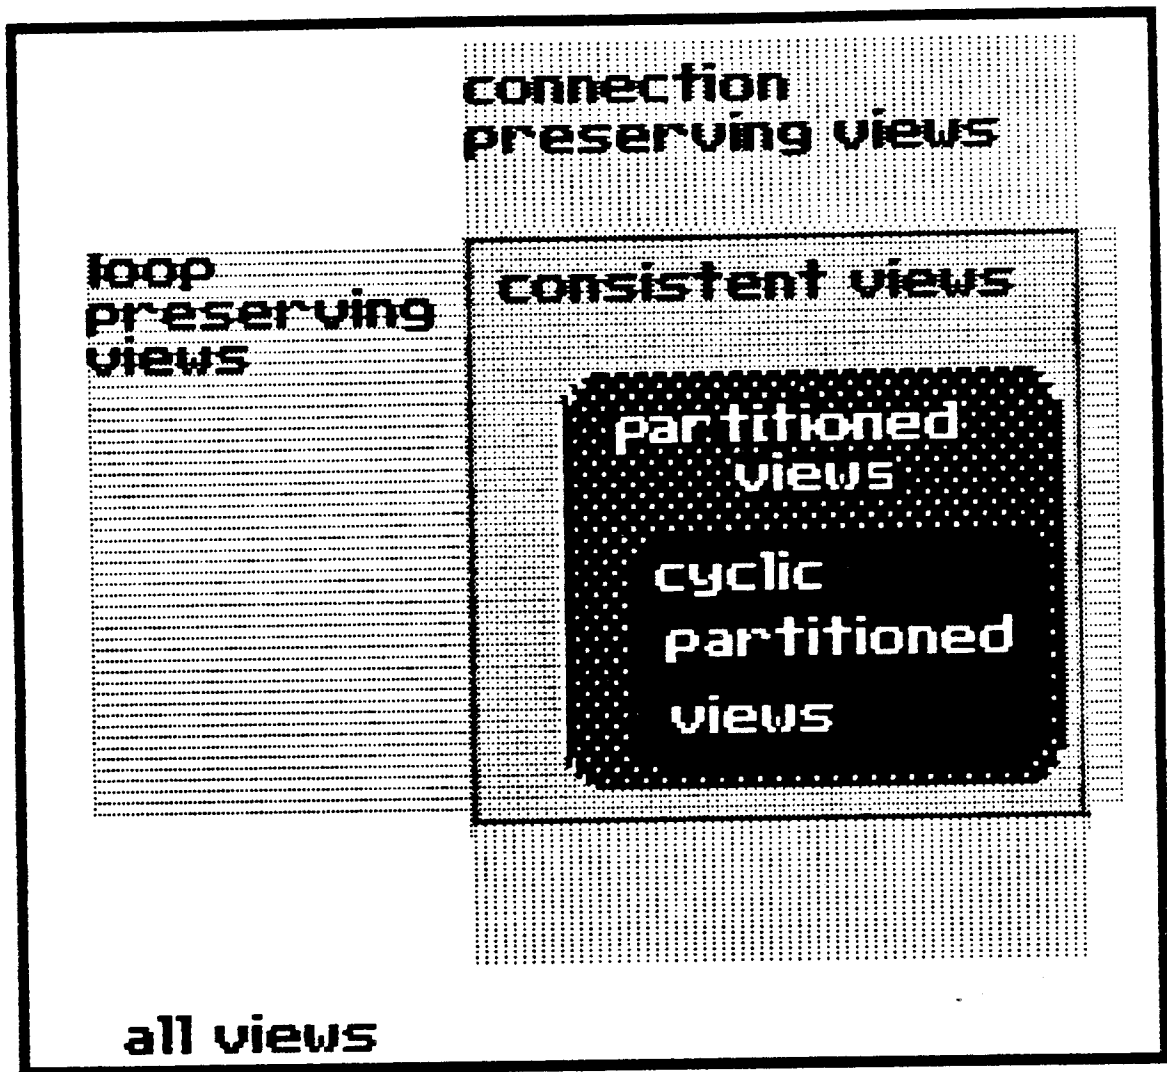 connection
preserving views
loop
preserving
views
consistent views
partitioned
views
cyclic
partitioned
views
all views